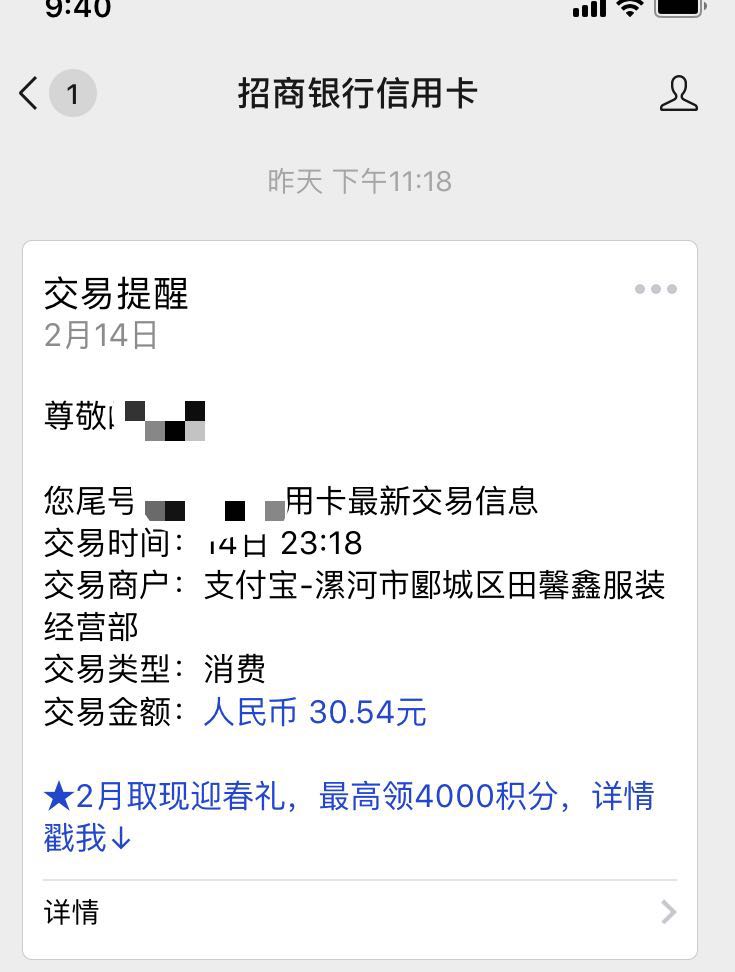 9:40
1
招商银行信用卡
昨天 下午11:18
交易提醒
2月14日
尊敬
您尾号
用卡最新交易信息
交易时间：14日 23:18
交易商户：支付宝-漯河市郾城区田馨鑫服装
经营部
交易类型：消费
交易金额：人民币 30.54元
★2月取现迎春礼，最高领4000积分，详情
戳我↓
详情